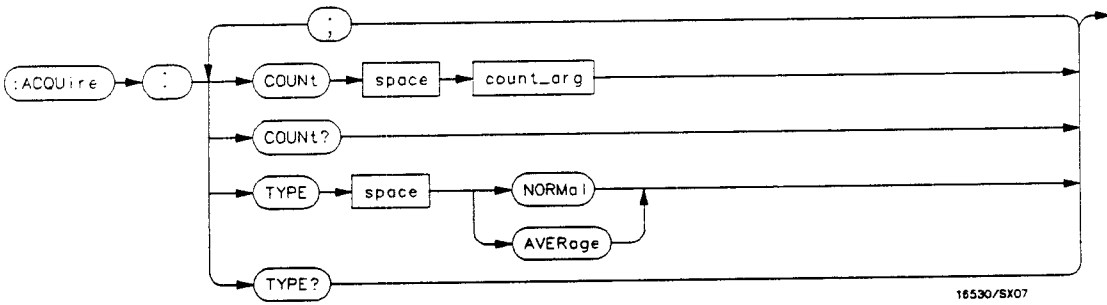 ;
:ACQUire : COUNt space count_arg
COUNt?
TYPE space NORMal
AVERage
TYPE?
16530/SX07